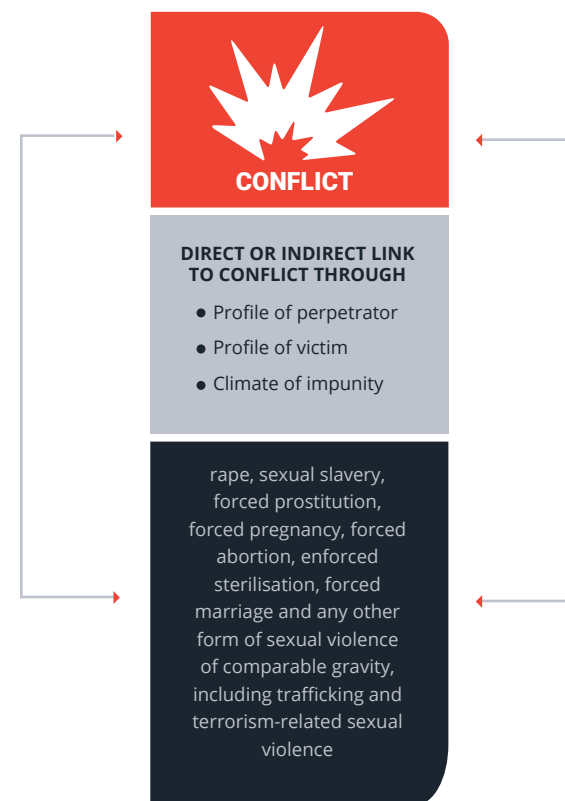 CONFLICT
DIRECT OR INDIRECT LINK
TO CONFLICT THROUGH
● Profile of perpetrator
● Profile of victim
● Climate of impunity
rape, sexual slavery,
forced prostitution,
forced pregnancy, forced
abortion, enforced
sterilisation, forced
marriage and any other
form of sexual violence
of comparable gravity,
including trafficking and
terrorism-related sexual
violence